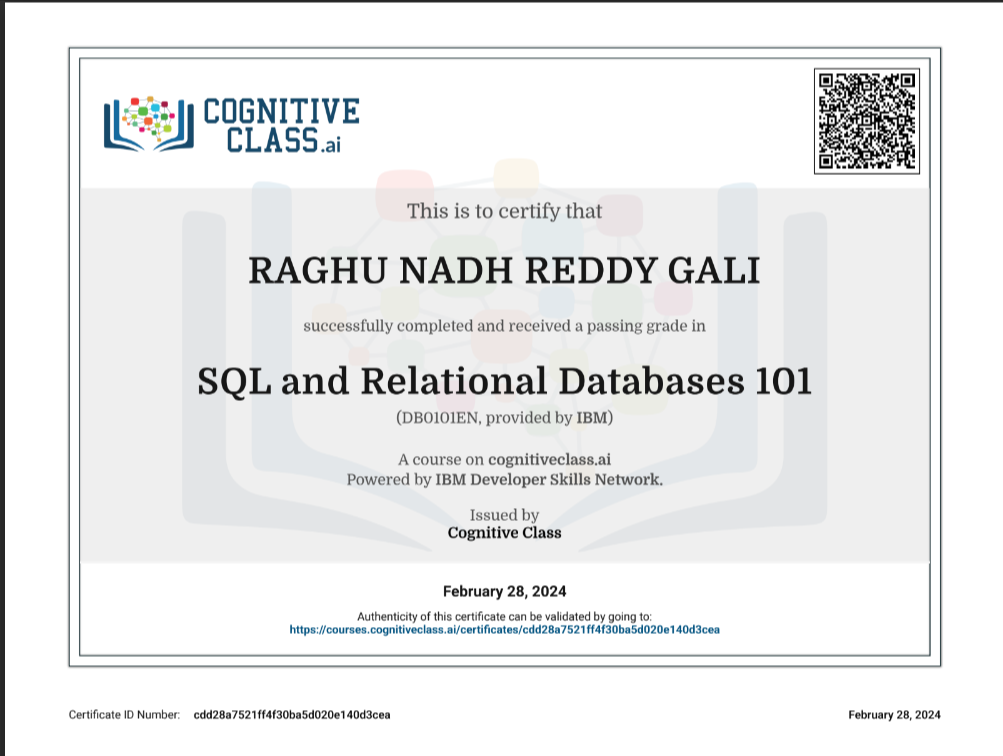 COGNITIVE
CLASS.ai
This is to certify that
RAGHU NADH REDDY GALI
successfully completed and received a passing grade in
SQL and Relational Databases 101
(DB0101EN, provided by IBM)
A course on cognitiveclass.ai
Powered by IBM Developer Skills Network.
Issued by
Cognitive Class
February 28, 2024
Authenticity of this certificate can be validated by going to:
https://courses.cognitiveclass.ai/certificates/cdd28a7521ff4f30ba5d020e140d3cea
Certificate ID Number: cdd28a7521ff4f30ba5d020e140d3cea
February 28, 2024